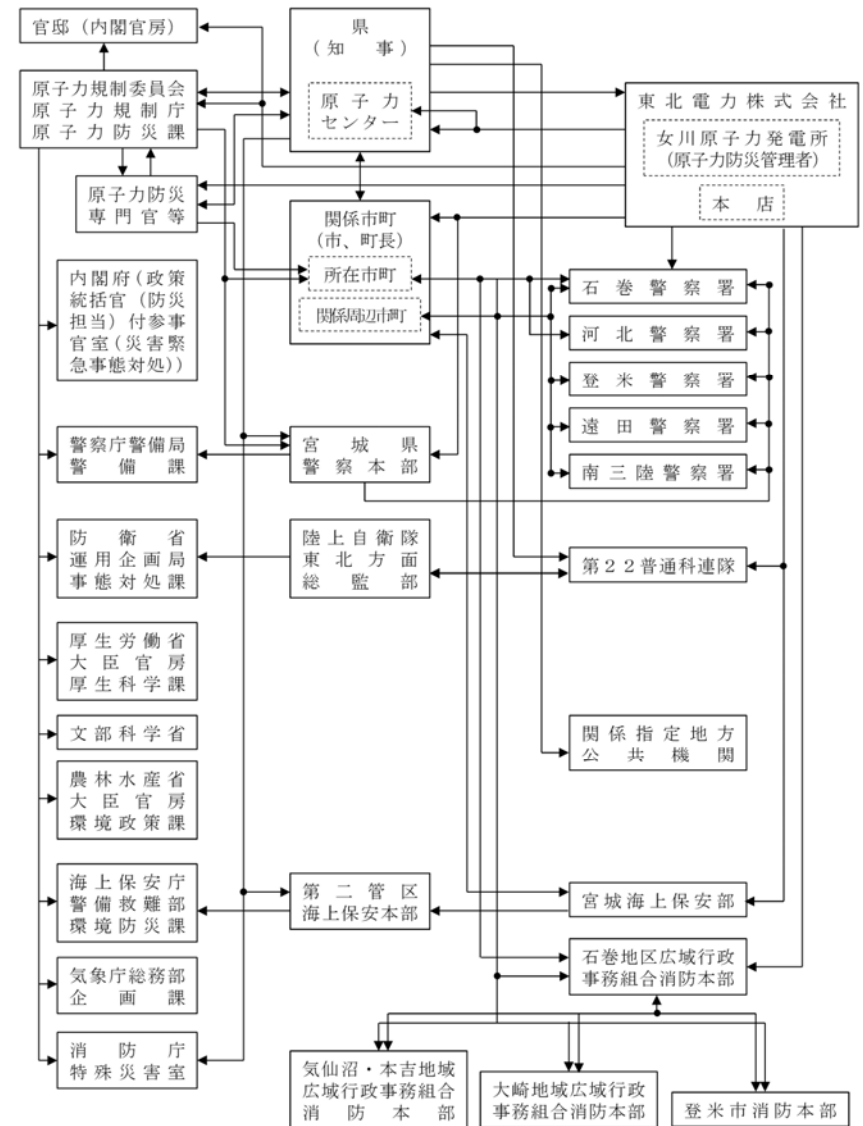 官邸（内閣官房）
原子力規制委員会
原子力規制庁
原子力防災課
原子力防災
専門官等
内閣府（政策
統括官（防災
担当）付参事
官室（災害緊
急事態対処））
警察庁警備局
警備課
防衛省
運用企画局
事態対処課
厚生労働省
大臣官房
厚生科学課
文部科学省
農林水産省
大臣官房
環境政策課
海上保安庁
警備救難部
環境防災課
気象庁総務部
企画課
消防庁
特殊災害室
県
（知事）
原子力
センター
関係市町
（市、町長）
所在市町
関係周辺市町
宮城県
警察本部
陸上自衛隊
東北方面
総監部
第二管区
海上保安本部
東北電力株式会社
女川原子力発電所
（原子力防災管理者）
本店
石巻警察署
河北警察署
登米警察署
遠田警察署
南三陸警察署
第２２普通科連隊
関係指定地方
公共機関
宮城海上保安部
石巻地区広域行政
事務組合消防本部
気仙沼・本吉地域
広域行政事務組合
消防本部
大崎地域広域行政
事務組合消防本部
登米市消防本部